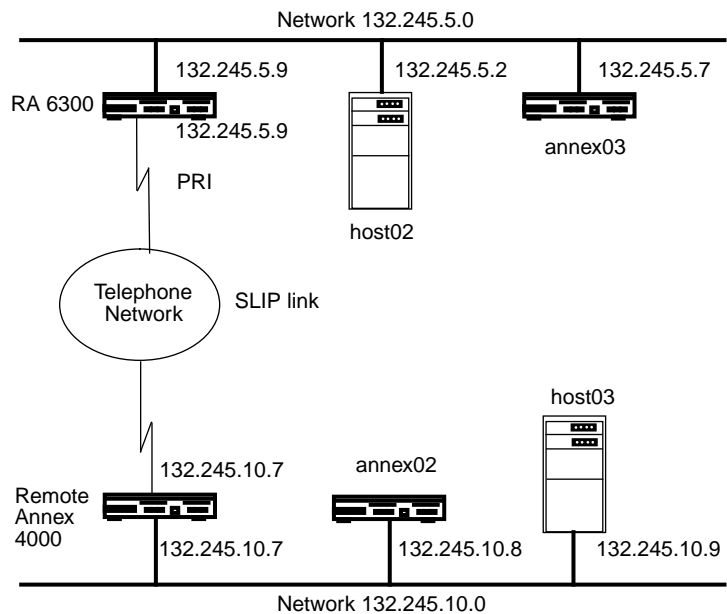 Network 132.245.5.0
132.245.5.9
132.245.5.2
132.245.5.7
RA 6300
132.245.5.9
annex03
PRI
host02
Telephone
Network
SLIP link
host03
132.245.10.7
annex02
Remote
Annex
4000
132.245.10.7
132.245.10.8
132.245.10.9
Network 132.245.10.0